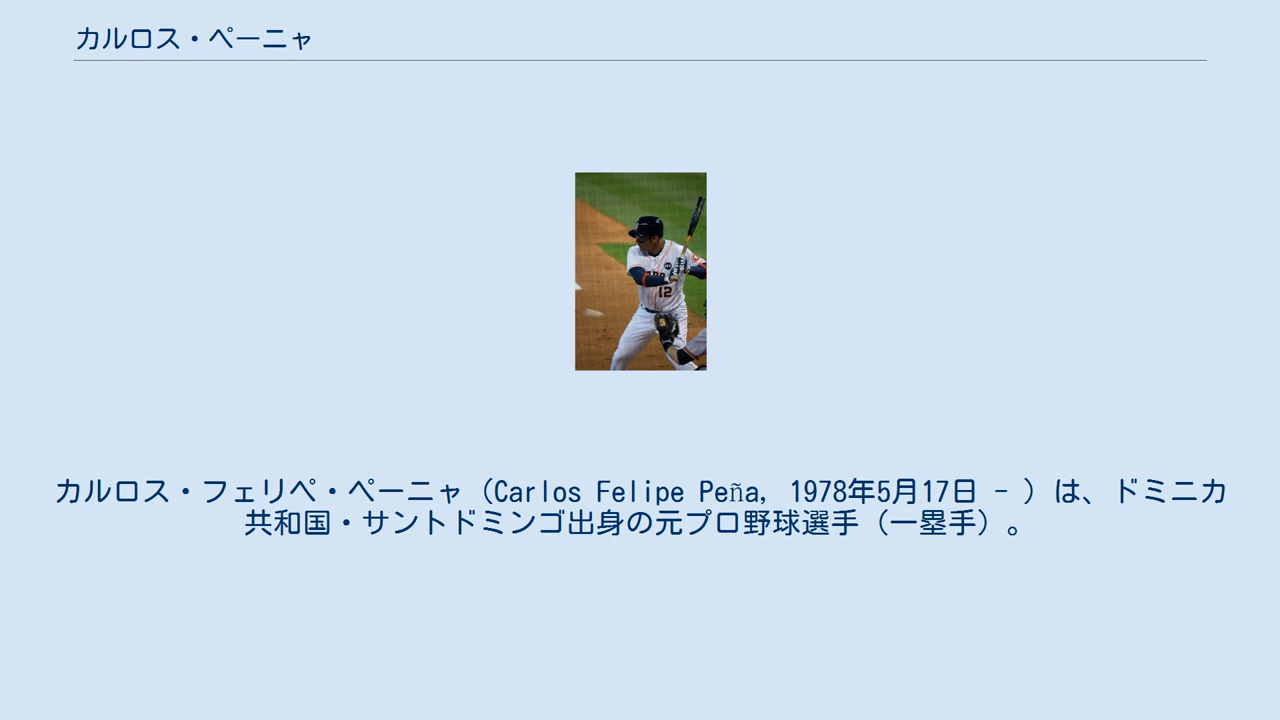 カルロス・ペーニャ
12
カルロス・フェリペ・ペーニャ（Carlos Felipe Peña, 1978年5月17日 - ）は、ドミニカ
共和国・サントドミンゴ出身の元プロ野球選手（一塁手）。